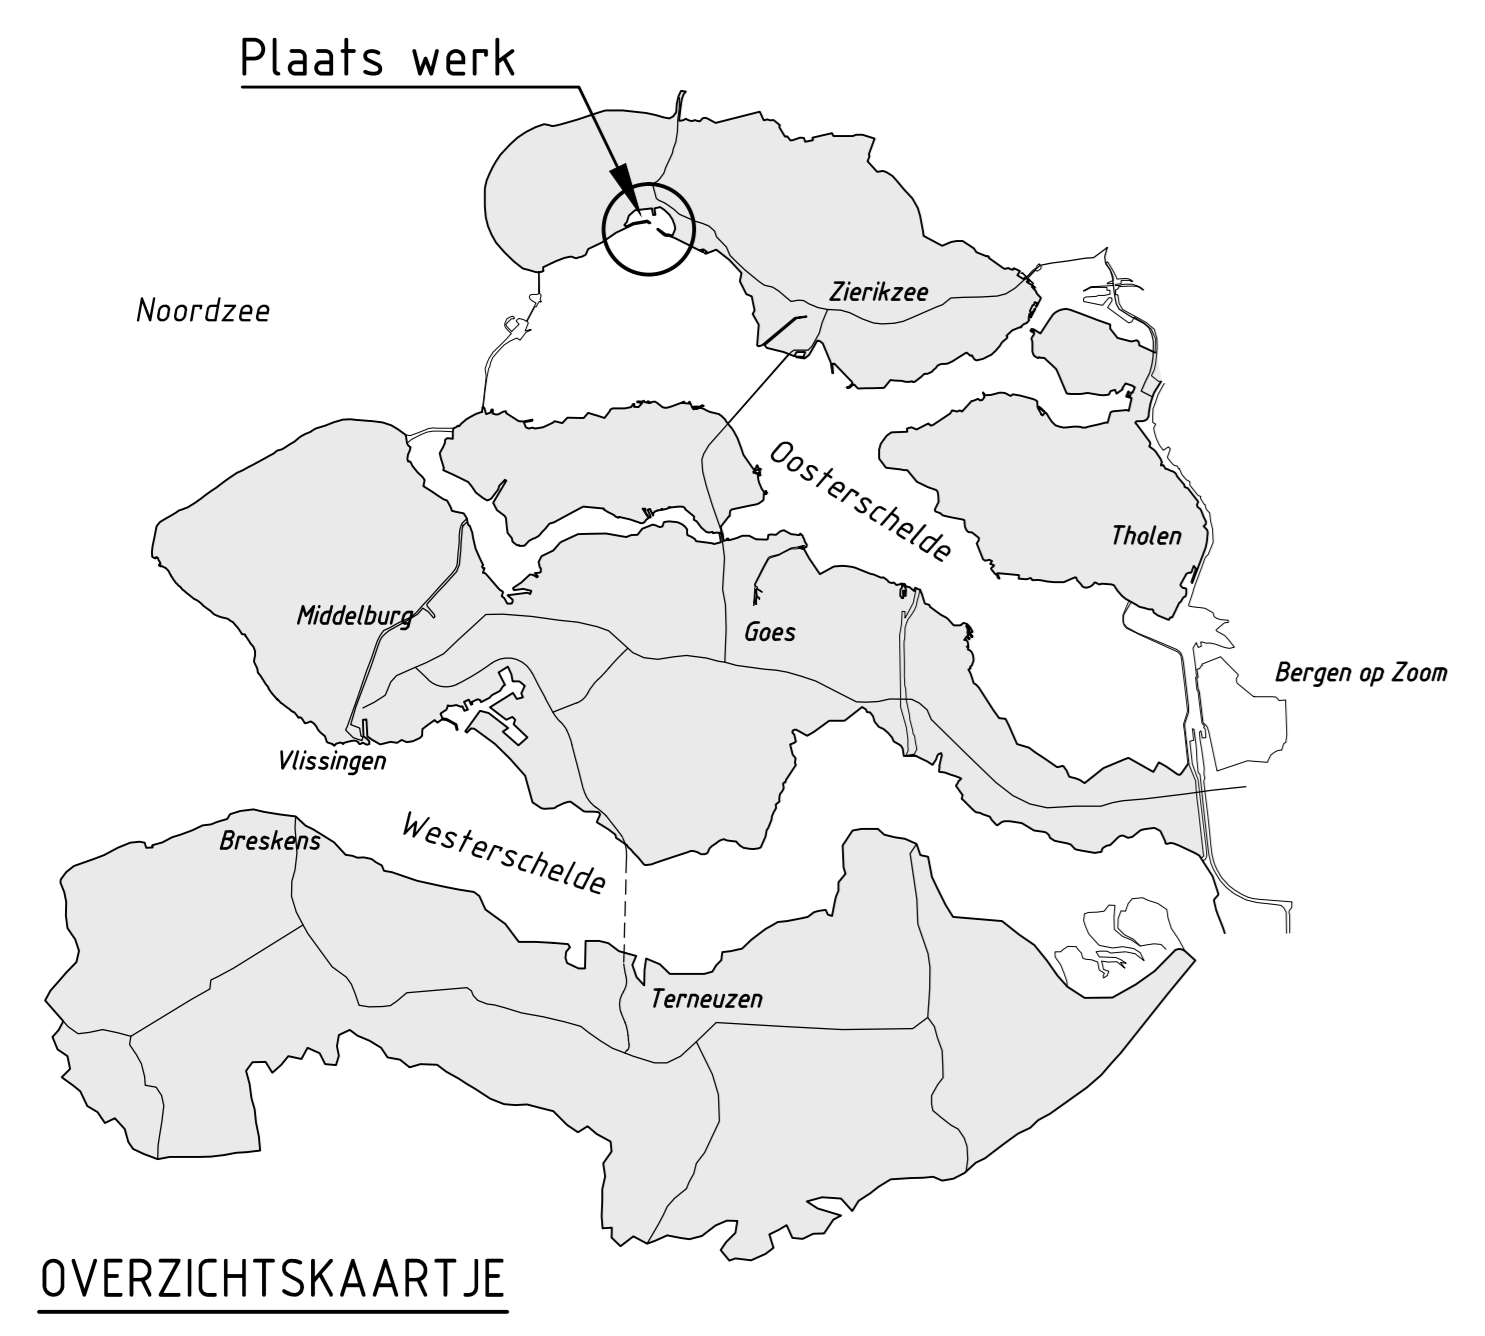 Plaats werk
Noordzee
Zierikzee
Oosterschelde
Tholen
Middelburg
Goes
Bergen op Zoom
Vlissingen
Westerschelde
Breskens
Terneuzen
OVERZICHTSKAARTJE